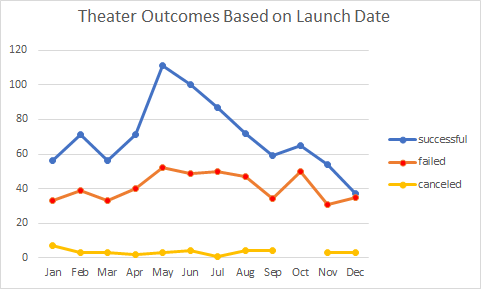 Theater Outcomes Based on Launch Date
120
100
80
60
40
20
0
Jan Feb Mar Apr May Jun Jul Aug Sep Oct Nov Dec
successful
failed
canceled